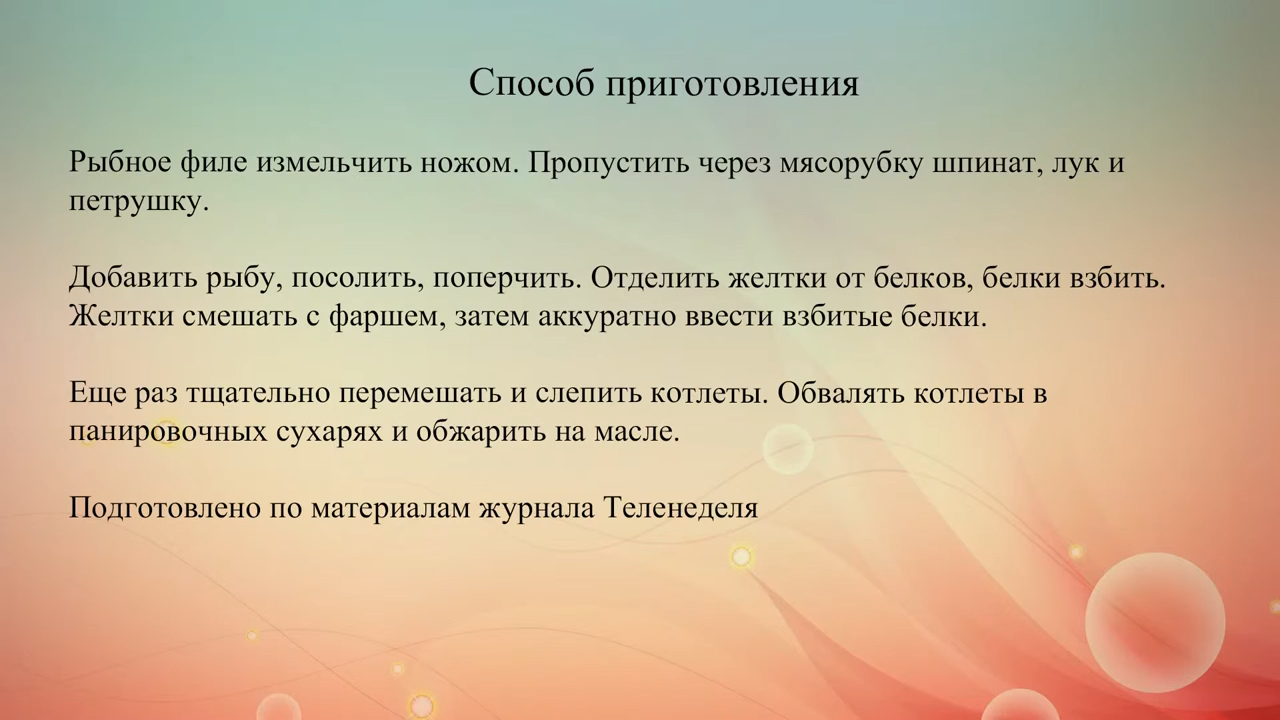 Способ приготовления
Рыбное филе измельчить ножом. Пропустить через мясорубку шпинат, лук и
петрушку.
Добавить рыбу, посолить, поперчить. Отделить желтки от белков, белки взбить.
Желтки смешать с фаршем, затем аккуратно ввести взбитые белки.
Еще раз тщательно перемешать и слепить котлеты. Обвалять котлеты в
панировочных сухарях и обжарить на масле.
Подготовлено по материалам журнала Теленеделя